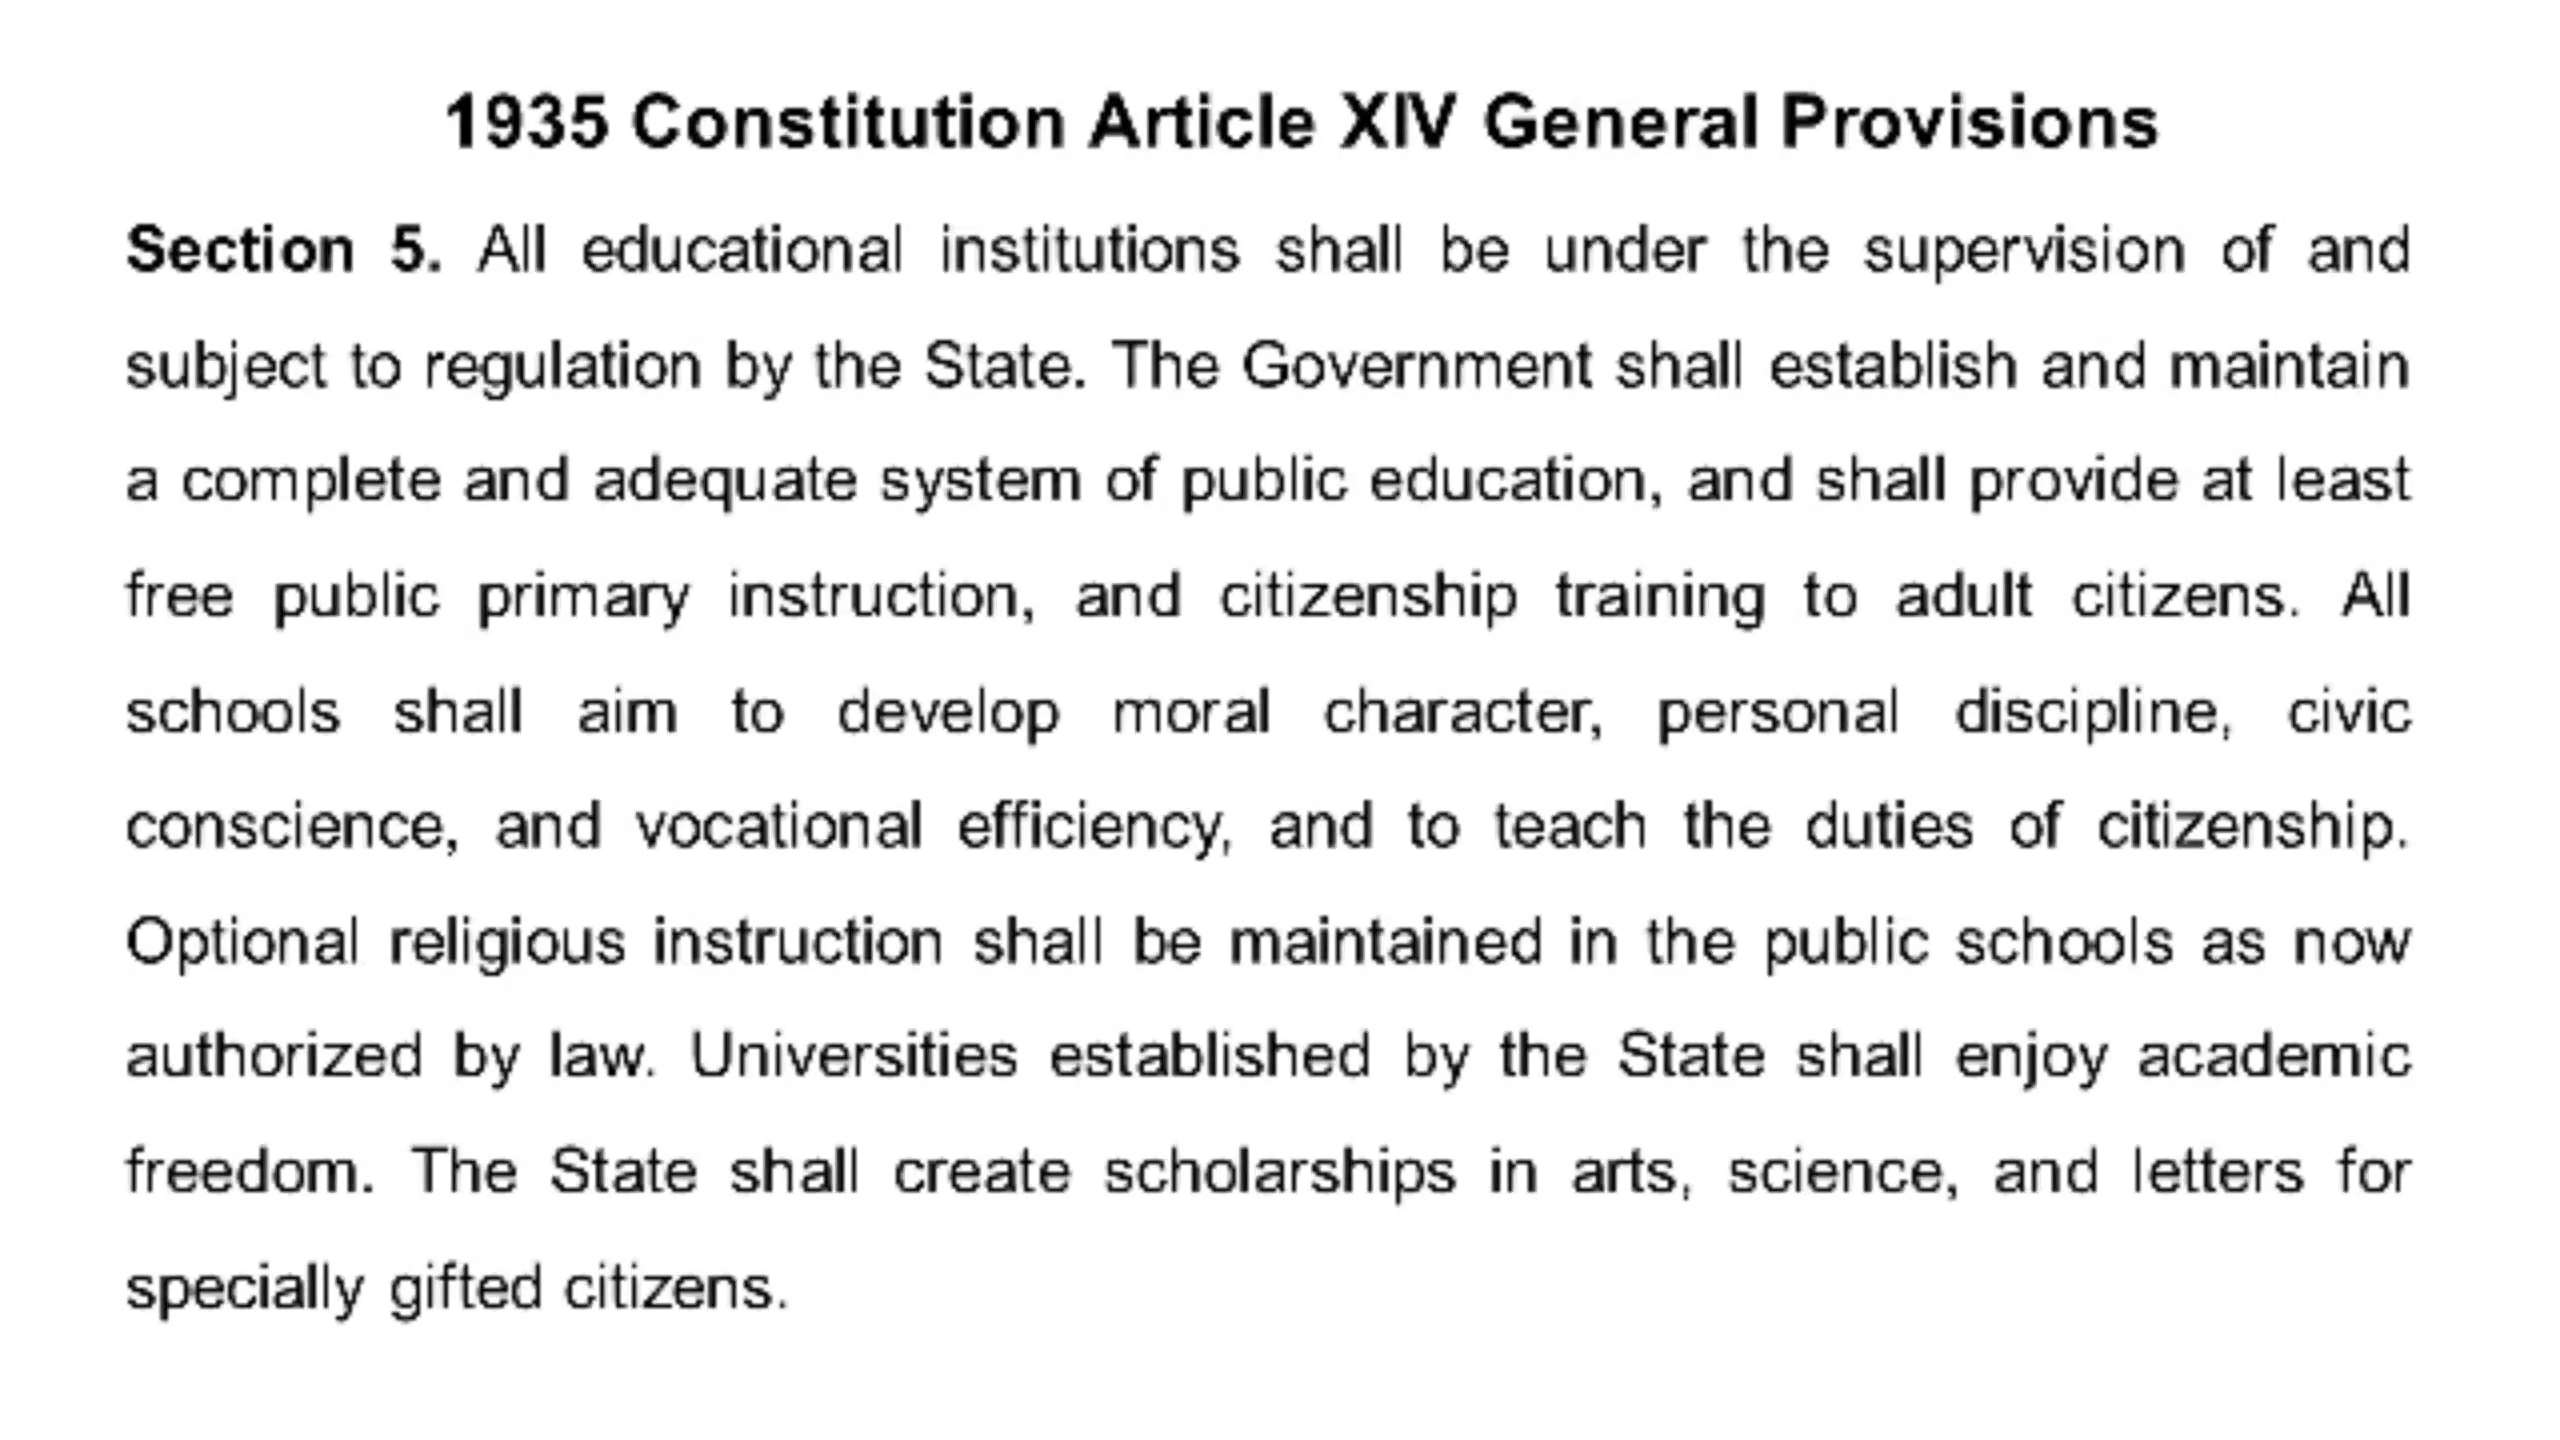 1935 Constitution Article XIV General Provisions
Section 5. All educational institutions shall be under the supervision of and
subject to regulation by the State. The Government shall establish and maintain
a complete and adequate system of public education, and shall provide at least
free public primary instruction, and citizenship training to adult citizens. All
schools shall aim to develop moral character, personal discipline, civic
conscience, and vocational efficiency, and to teach the duties of citizenship.
Optional religious instruction shall be maintained in the public schools as now
authorized by law. Universities established by the State shall enjoy academic
freedom. The State shall create scholarships in arts, science, and letters for
specially gifted citizens.